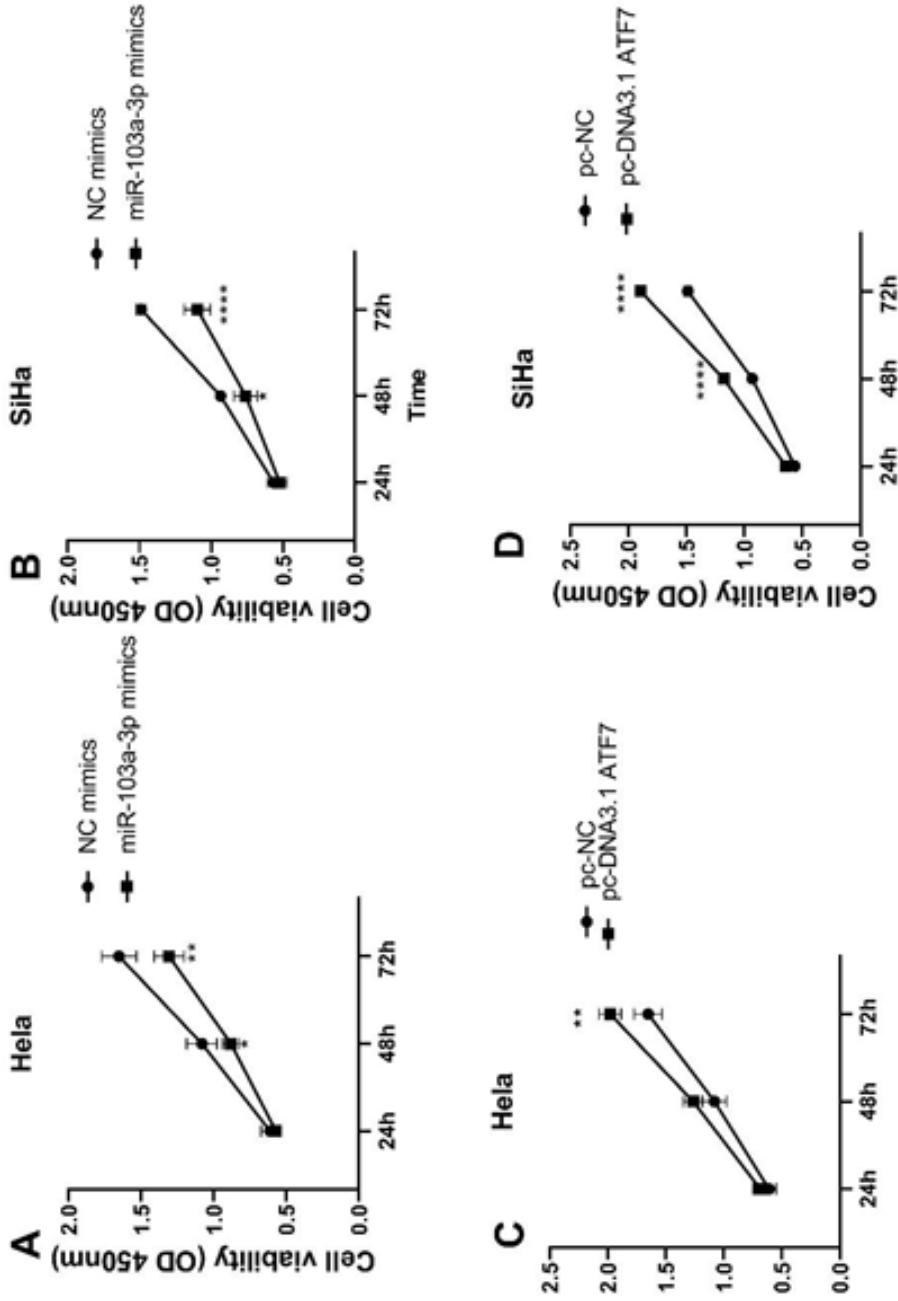 A
Hela
NC mimics
miR-103a-3p mimics
Cell viability (OD 450nm)
2.0
1.5
1.0
0.5
0.0
*
**
24h
48h
72h
B
SiHa
NC mimics
miR-103a-3p mimics
Cell viability (OD 450nm)
2.0
1.5
1.0
0.5
0.0
*
****
24h
48h
72h
Time
C
Hela
pc-NC
pc-DNA3.1 ATF7
2.5
2.0
1.5
1.0
0.5
0.0
**
24h
48h
72h
D
SiHa
pc-NC
pc-DNA3.1 ATF7
Cell viability (OD 450nm)
2.5
2.0
1.5
1.0
0.5
0.0
****
****
24h
48h
72h